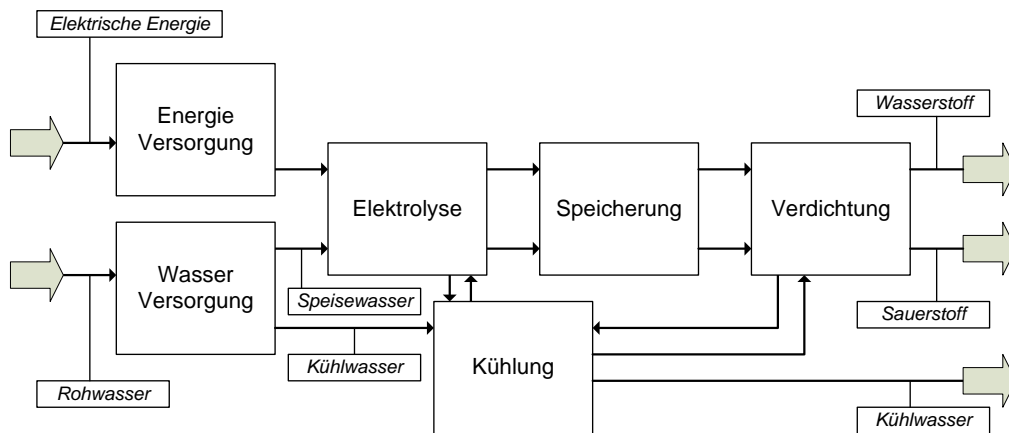 Elektrische Energie
Energie
Versorgung
Wasserstoff
Elektrolyse
Speicherung
Verdichtung
Wasser
Versorgung
Speisewasser
Sauerstoff
Kühlwasser
Kühlung
Rohwasser
Kühlwasser